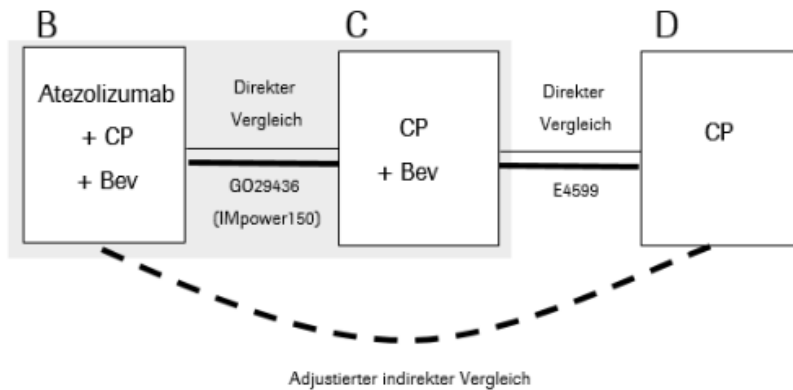 B
C
D
Atezolizumab
+ CP
+ Bev
Direkter
Vergleich
GO29436
(IMpower150)
CP
+ Bev
Direkter
Vergleich
E4599
CP
Adjustierter indirekter Vergleich